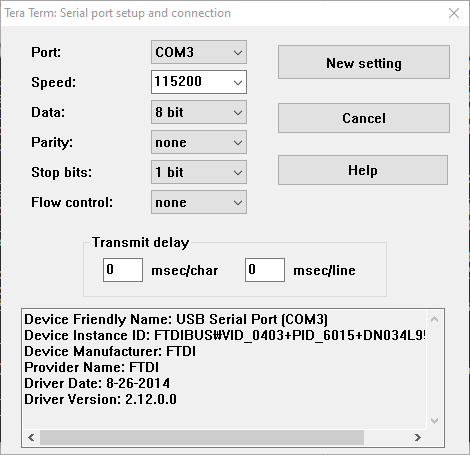 Tera Term: Serial port setup and connection
Port: COM3 New setting
Speed: 115200
Data: 8 bit Cancel
Parity: none
Stop bits: 1 bit Help
Flow control: none
Transmit delay
0 msec/char 0 msec/line
Device Friendly Name: USB Serial Port (COM3)
Device Instance ID: FTDIBUS#VID_0403+PID_6015+DN034L9
Device Manufacturer: FTDI
Provider Name: FTDI
Driver Date: 8-26-2014
Driver Version: 2.12.0.0